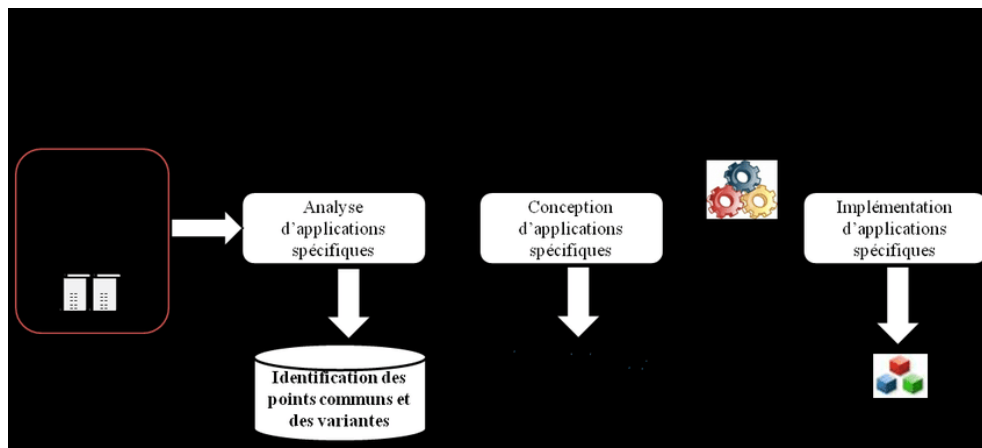 Analyse
d'applications
spécifiques
Conception
d'applications
spécifiques
Implémentation
d'applications
spécifiques
Identification des
points communs et
des variantes